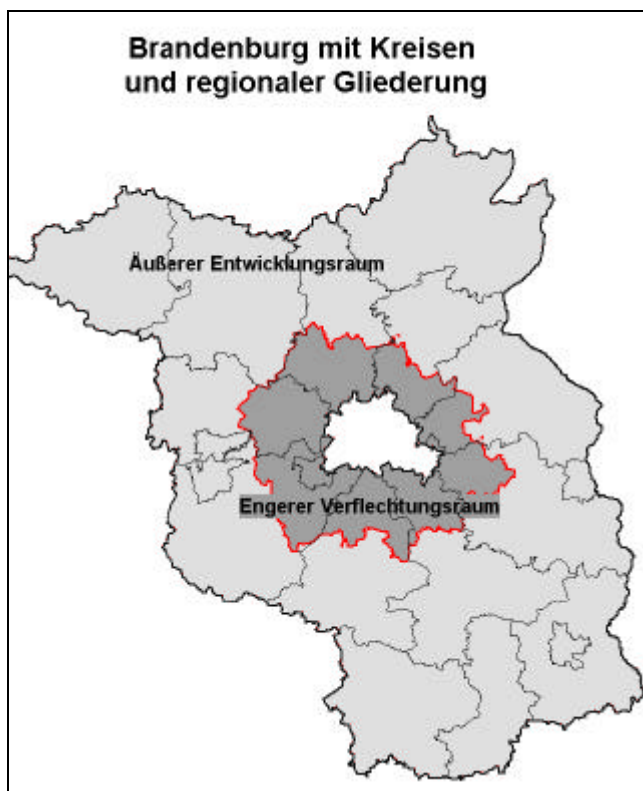 Brandenburg mit Kreisen
und regionaler Gliederung
Äußerer Entwicklungsraum
Engerer Verflechtungsraum